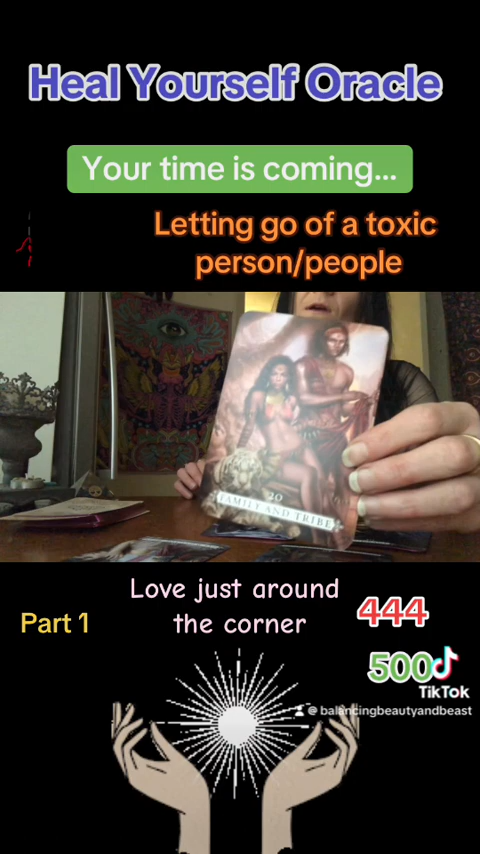 Heal Yourself Oracle
Your time is coming...
Letting go of a toxic
person/people
20
FAMILY AND TRIBE
Love just around
the corner
Part 1
444
500
TikTok
@ balancingbeautyandbeast